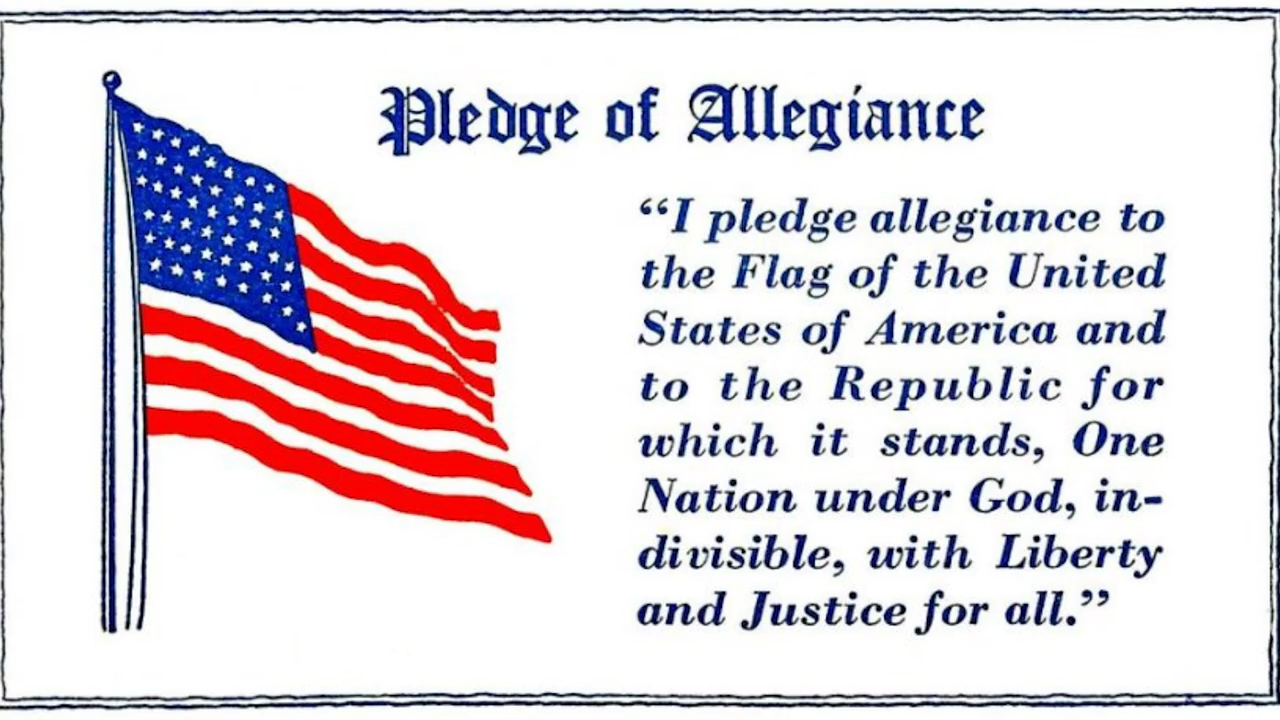 Pledge of Allegiance
“I pledge allegiance to
the Flag of the United
States of America and
to the Republic for
which it stands, One
Nation under God, in-
divisible, with Liberty
and Justice for all.”